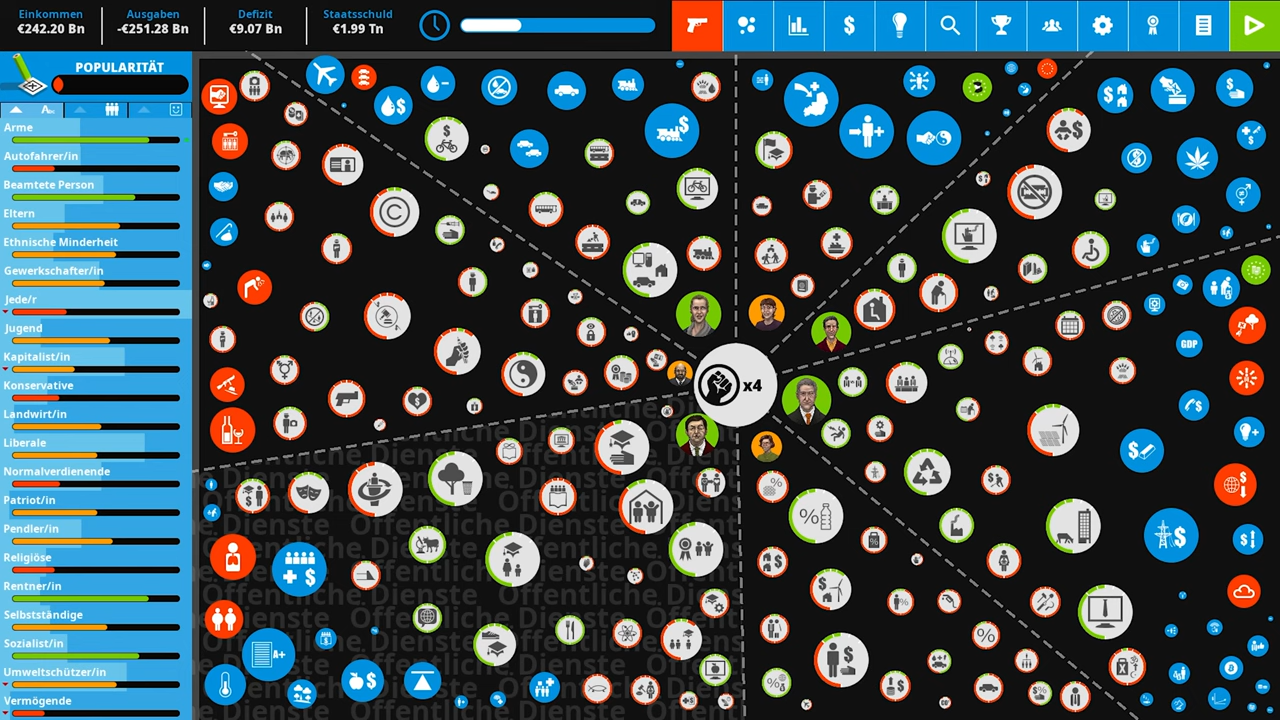 Einkommen
€242.20 Bn
Ausgaben
-€251.28 Bn
Defizit
€9.07 Bn
Staatsschuld
€1.99 Tn
POPULARITÄT
Arme
Autofahrer/in
Beamtete Person
Eltern
Ethnische Minderheit
Gewerkschafter/in
Jede/r
Jugend
Kapitalist/in
Konservative
Landwirt/in
Liberale
Normalverdienende
Patriot/in
Pendler/in
Religiöse
Rentner/in
Selbstständige
Sozialist/in
Umweltschützer/in
Vermögende
x4
GDP
A+
Öffentliche Dienste